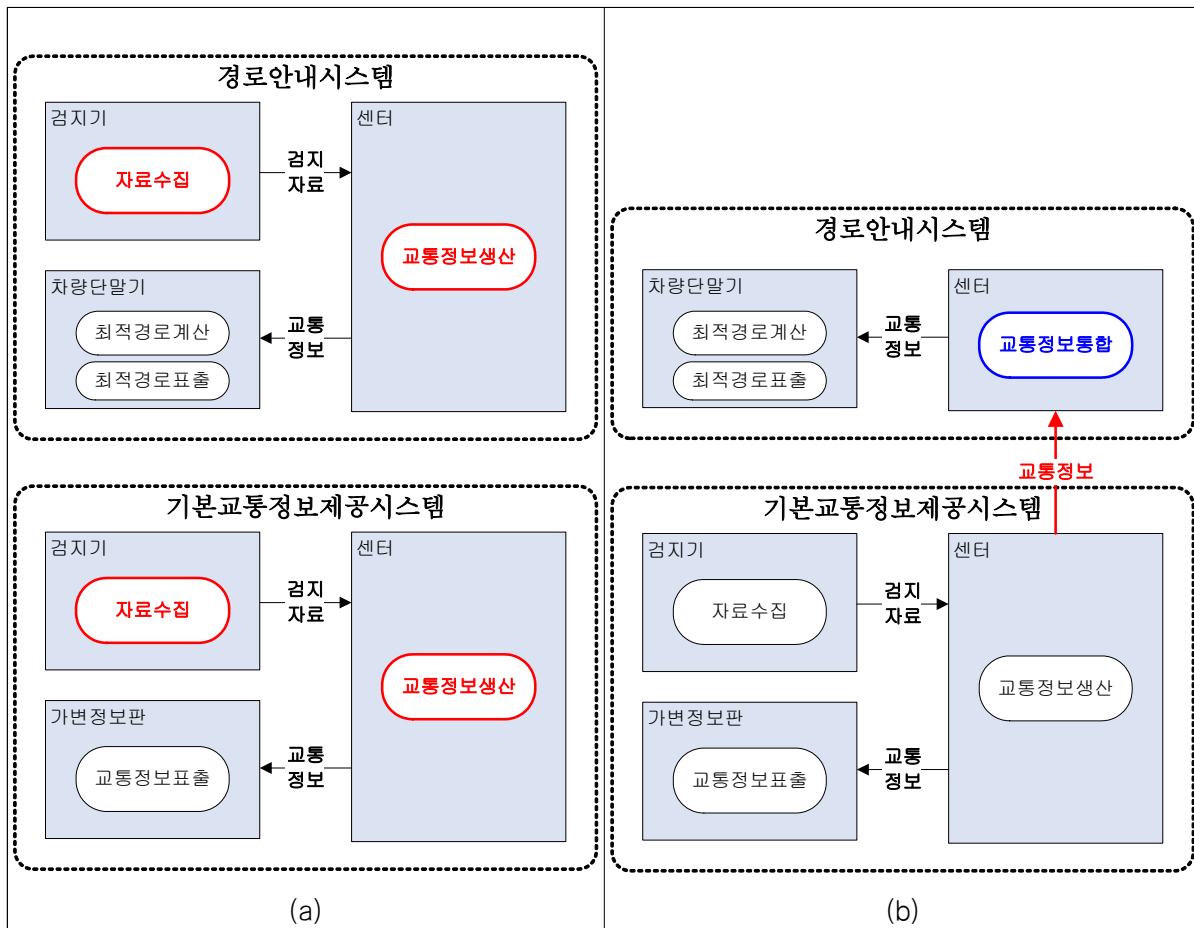 경로안내시스템
검지기
자료수집
검지
자료
센터
교통정보생산
차량단말기
최적경로계산
최적경로표출
교통
정보
기본교통정보제공시스템
검지기
자료수집
검지
자료
센터
교통정보생산
가변정보판
교통정보표출
교통
정보
(a)
경로안내시스템
차량단말기
최적경로계산
최적경로표출
교통
정보
센터
교통정보통합
교통정보
기본교통정보제공시스템
검지기
자료수집
검지
자료
센터
교통정보생산
가변정보판
교통정보표출
교통
정보
(b)